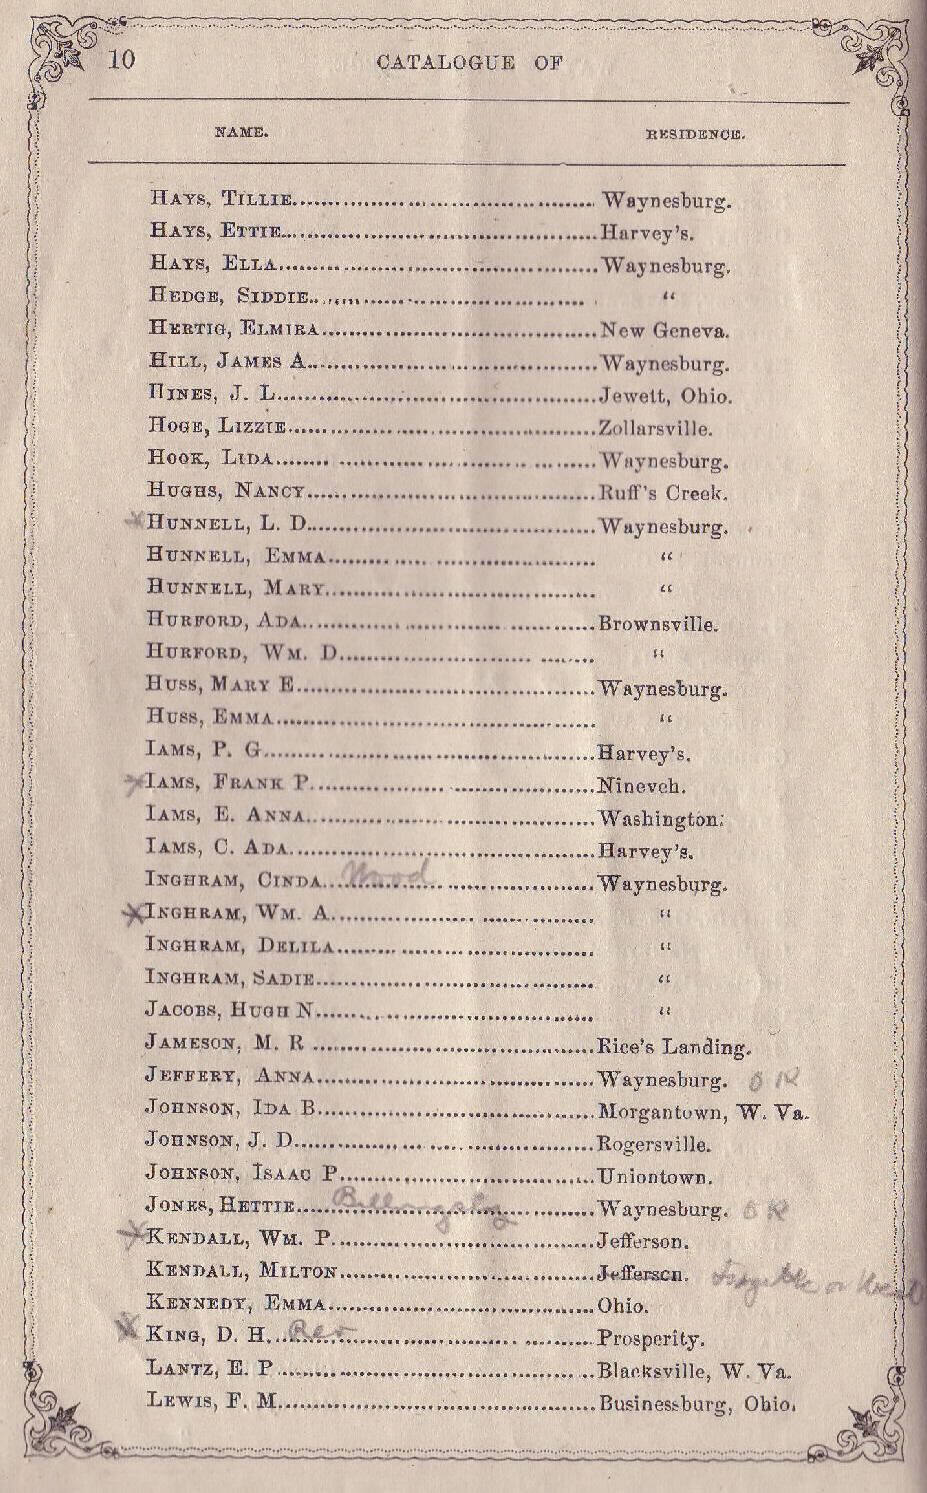 10 CATALOGUE OF
NAME. RESIDENCE.
HAYS, TILLIE Waynesburg.
HAYS, ETTIE Harvey's.
HAYS, ELLA Waynesburg.
HEDGE, SIDDIE “
HERTIG, ELMIRA New Geneva.
HILL, JAMES A Waynesburg.
HINES, J. L Jewett, Ohio.
HOGE, LIZZIE Zollarsville.
HOOK, LIDA Waynesburg.
HUGHS, NANCY Ruff's Creek.
HUNNELL, L. D Waynesburg.
HUNNELL, EMMA “
HUNNELL, MARY “
HURFORD, ADA Brownsville.
HURFORD, WM. D “
HUSS, MARY E Waynesburg.
HUSS, EMMA “
IAMS, P. G Harvey's.
IAMS, FRANK P Nineveh.
IAMS, E. ANNA Washington.
IAMS, C. ADA Harvey's.
INGHRAM, CINDA Wood Waynesburg.
INGHRAM, WM. A “
INGHRAM, DELILA “
INGHRAM, SADIE “
JACOBS, HUGH N “
JAMESON, M. R Rice's Landing.
JEFFERY, ANNA Waynesburg. O K
JOHNSON, IDA B Morgantown, W. Va.
JOHNSON, J. D Rogersville.
JOHNSON, ISAAC P Uniontown.
JONES, HETTIE Billingsley Waynesburg. O K
KENDALL, WM. P Jefferson.
KENDALL, MILTON Jefferson.
KENNEDY, EMMA Ohio.
KING, D. H. Rev Prosperity.
LANTZ, E. P Blacksville, W. Va.
LEWIS, F. M Businessburg, Ohio.